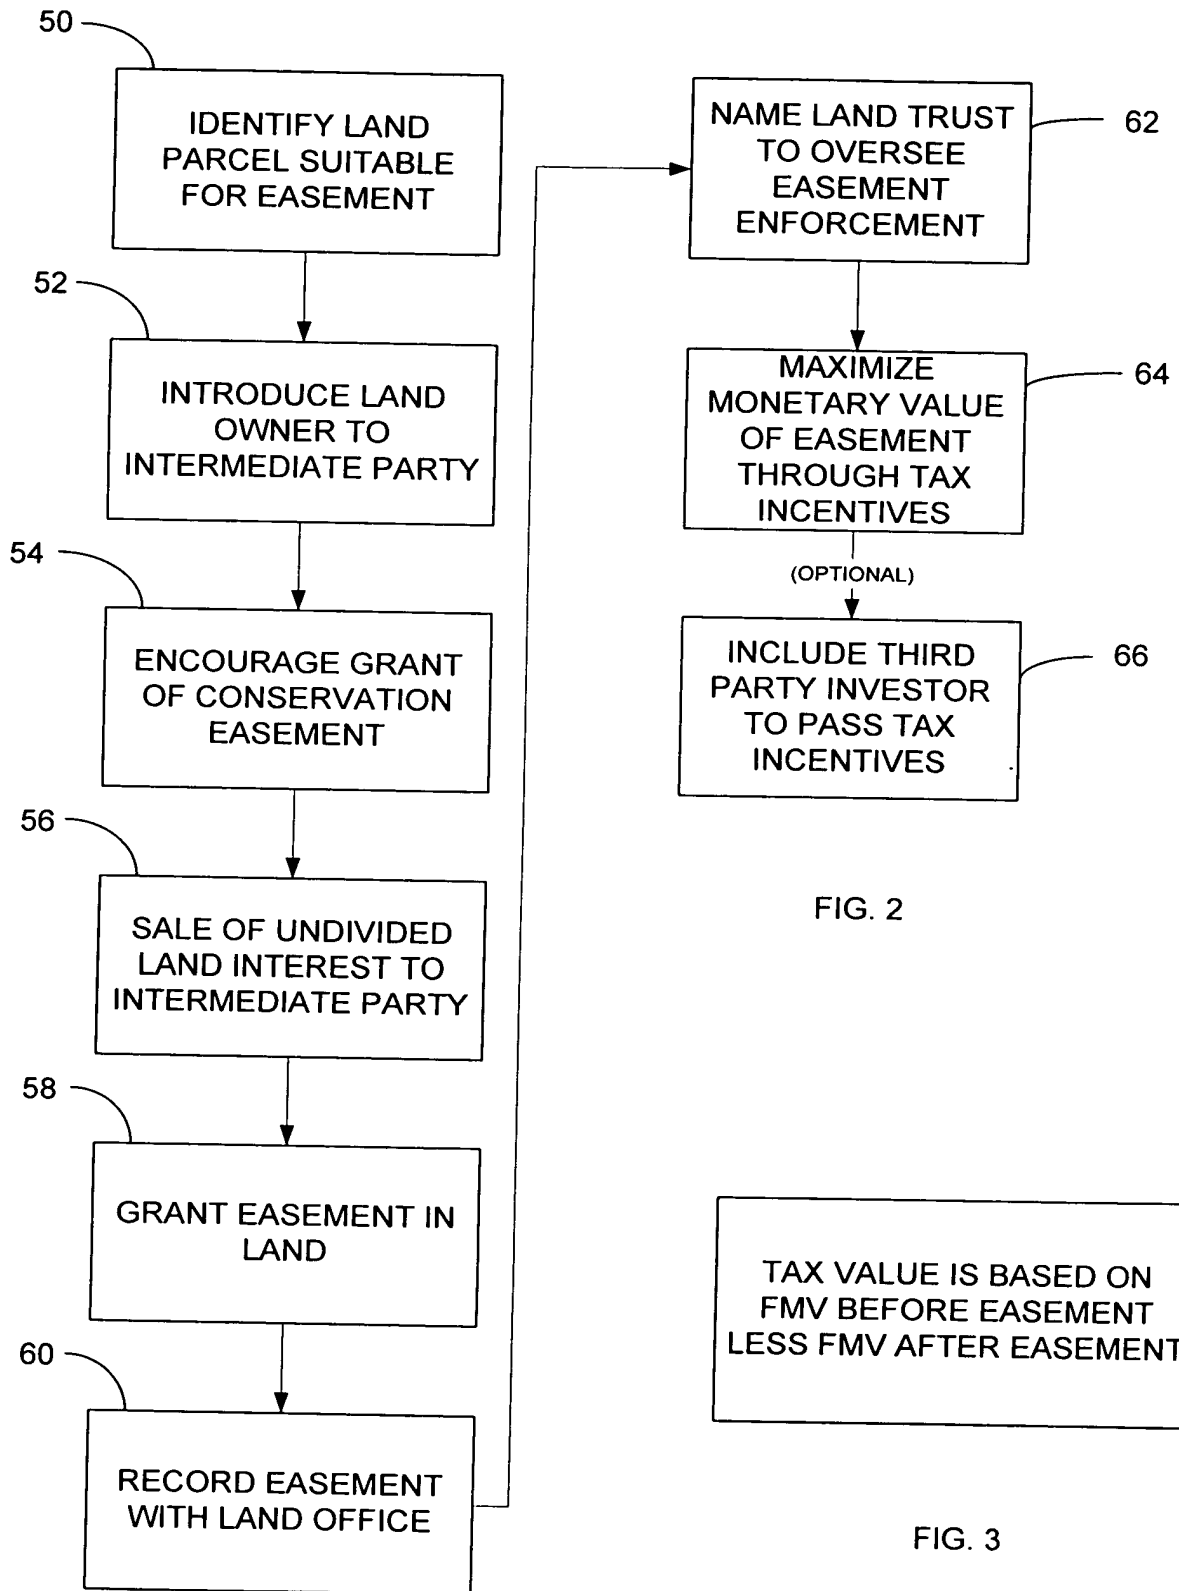 50
IDENTIFY LAND
PARCEL SUITABLE
FOR EASEMENT
52
INTRODUCE LAND
OWNER TO
INTERMEDIATE PARTY
54
ENCOURAGE GRANT
OF CONSERVATION
EASEMENT
56
SALE OF UNDIVIDED
LAND INTEREST TO
INTERMEDIATE PARTY
58
GRANT EASEMENT IN
LAND
60
RECORD EASEMENT
WITH LAND OFFICE
NAME LAND TRUST
TO OVERSEE
EASEMENT
ENFORCEMENT
62
MAXIMIZE
MONETARY VALUE
OF EASEMENT
THROUGH TAX
INCENTIVES
64
(OPTIONAL)
INCLUDE THIRD
PARTY INVESTOR
TO PASS TAX
INCENTIVES
66
FIG. 2
TAX VALUE IS BASED ON
FMV BEFORE EASEMENT
LESS FMV AFTER EASEMENT
FIG. 3